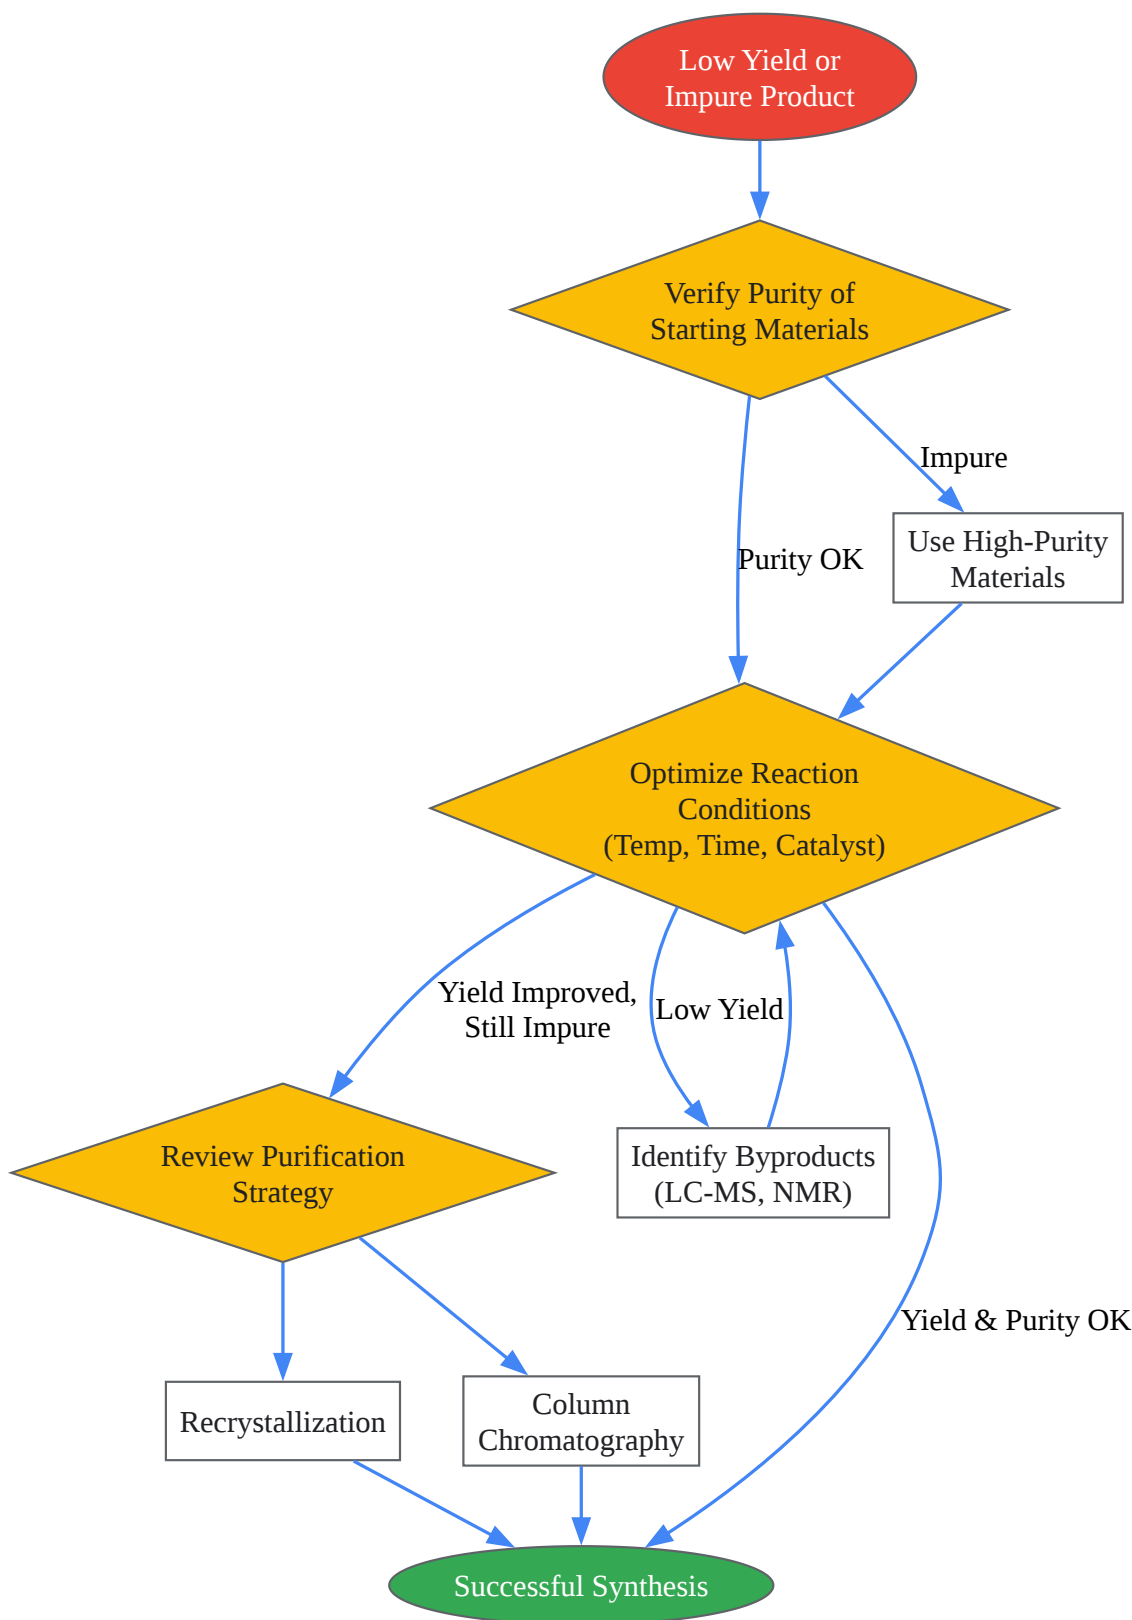 Low Yield or
Impure Product
Verify Purity of
Starting Materials
Impure
Use High-Purity
Materials
Purity OK
Optimize Reaction
Conditions
(Temp, Time, Catalyst)
Yield Improved,
Still Impure
Low Yield
Review Purification
Strategy
Identify Byproducts
(LC-MS, NMR)
Yield & Purity OK
Recrystallization
Column
Chromatography
Successful Synthesis